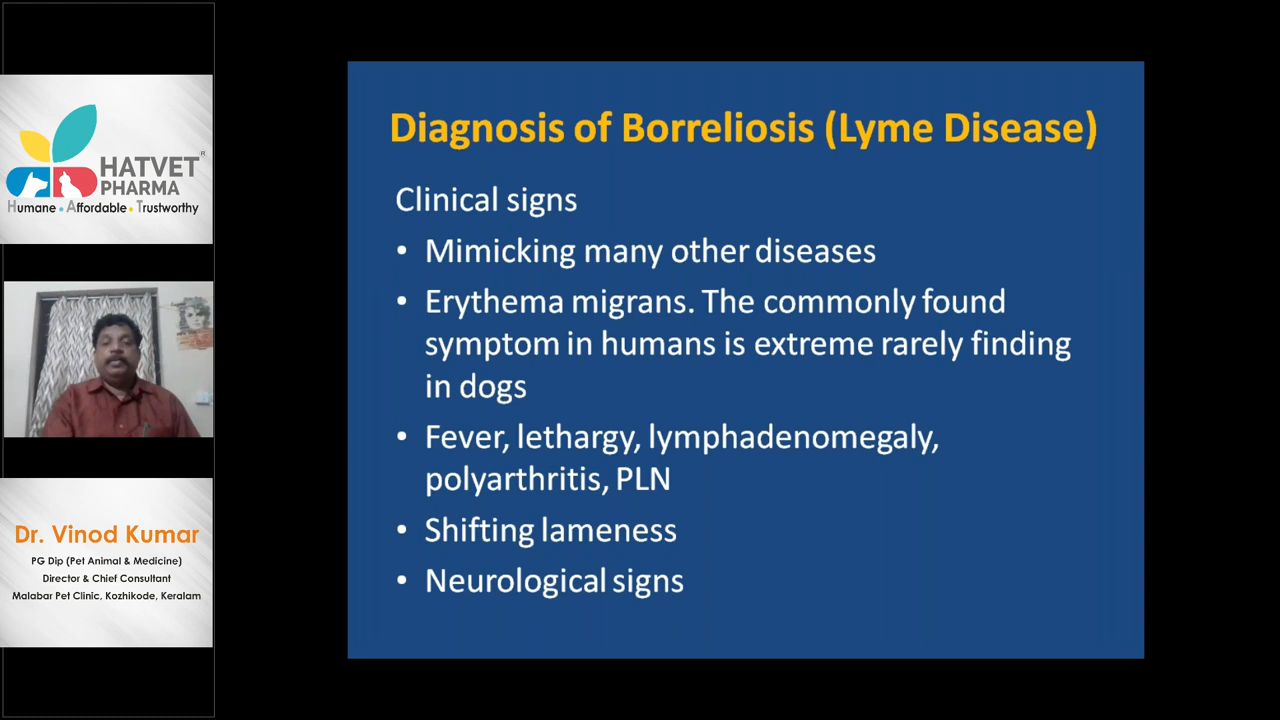 HATVET®
PHARMA
Humane • Affordable • Trustworthy
Dr. Vinod Kumar
PG Dip (Pet Animal & Medicine)
Director & Chief Consultant
Malabar Pet Clinic, Kozhikode, Keralam
Diagnosis of Borreliosis (Lyme Disease)
Clinical signs
• Mimicking many other diseases
• Erythema migrans. The commonly found
symptom in humans is extreme rarely finding
in dogs
• Fever, lethargy, lymphadenomegaly,
polyarthritis, PLN
• Shifting lameness
• Neurological signs